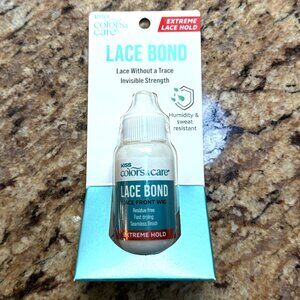 KISS
colors &
care
EXTREME
LACE HOLD
LACE BOND
Lace Without a Trace
Invisible Strength
Humidity &
sweat
resistant
KISS
colors & care
LACE BOND
LACE FRONT WIG
Residue free
Fast drying
Seamless finish
EXTREME HOLD